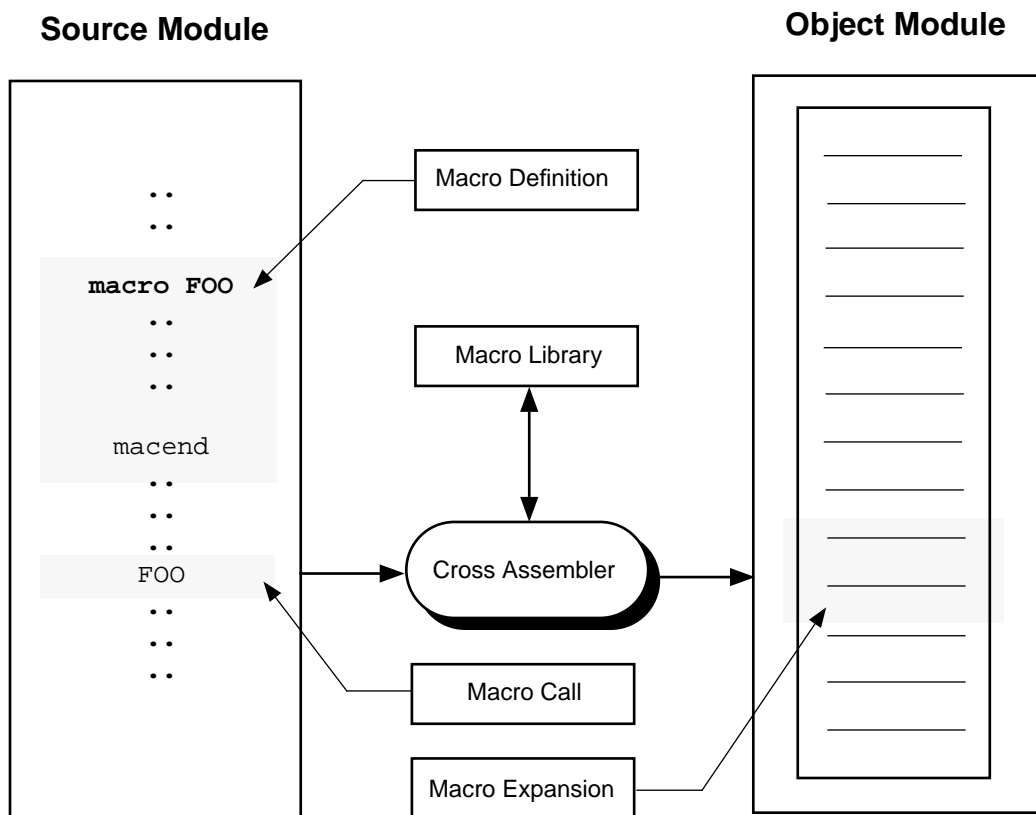 Source Module
Object Module
..
..
macro FOO
..
..
..
macend
..
..
..
FOO
..
..
..
Macro Definition
Macro Library
Cross Assembler
Macro Call
Macro Expansion